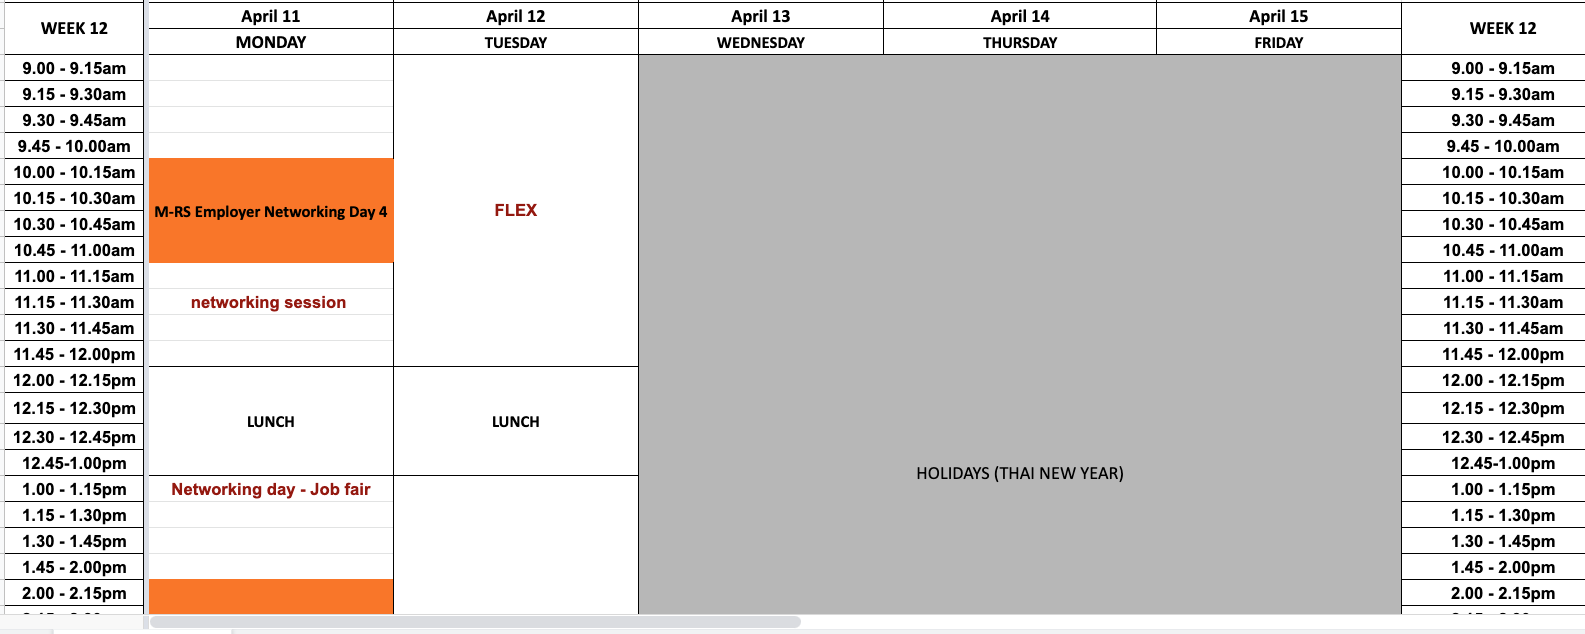 WEEK 12 April 11 April 12 April 13 April 14 April 15 WEEK 12
MONDAY TUESDAY WEDNESDAY THURSDAY FRIDAY
9.00 - 9.15am 9.00 - 9.15am
9.15 - 9.30am 9.15 - 9.30am
9.30 - 9.45am 9.30 - 9.45am
9.45 - 10.00am 9.45 - 10.00am
10.00 - 10.15am 10.00 - 10.15am
10.15 - 10.30am M-RS Employer Networking Day 4 FLEX 10.15 - 10.30am
10.30 - 10.45am 10.30 - 10.45am
10.45 - 11.00am 10.45 - 11.00am
11.00 - 11.15am 11.00 - 11.15am
11.15 - 11.30am networking session 11.15 - 11.30am
11.30 - 11.45am 11.30 - 11.45am
11.45 - 12.00pm 11.45 - 12.00pm
12.00 - 12.15pm 12.00 - 12.15pm
12.15 - 12.30pm LUNCH LUNCH 12.15 - 12.30pm
12.30 - 12.45pm 12.30 - 12.45pm
12.45-1.00pm HOLIDAYS (THAI NEW YEAR) 12.45-1.00pm
1.00 - 1.15pm Networking day - Job fair 1.00 - 1.15pm
1.15 - 1.30pm 1.15 - 1.30pm
1.30 - 1.45pm 1.30 - 1.45pm
1.45 - 2.00pm 1.45 - 2.00pm
2.00 - 2.15pm 2.00 - 2.15pm